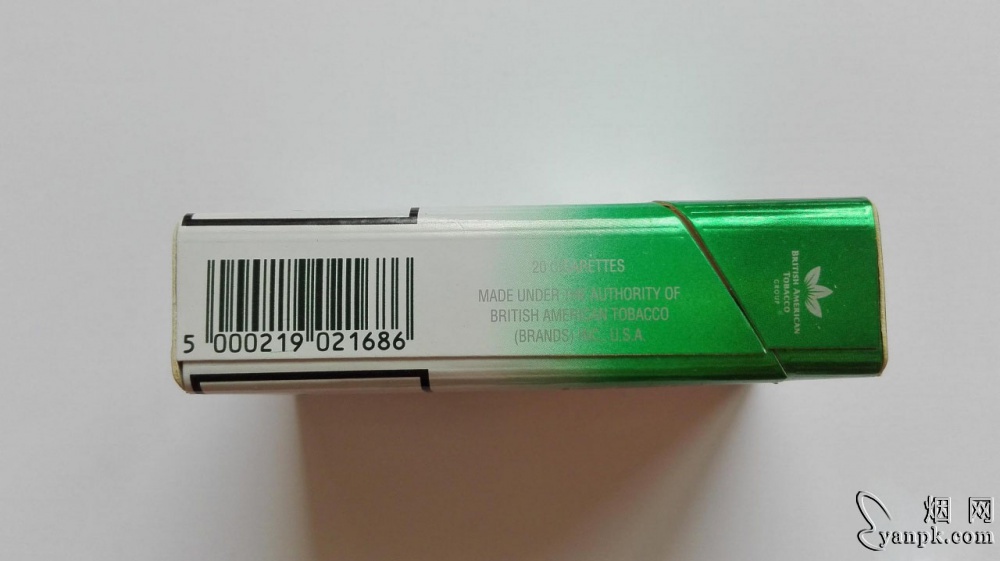 5 000219 021686
20 CIGARETTES
MADE UNDER THE AUTHORITY OF
BRITISH AMERICAN TOBACCO
(BRANDS) INC., U.S.A.
BRITISH AMERICAN
TOBACCO
GROUP
烟网
yanpk.com